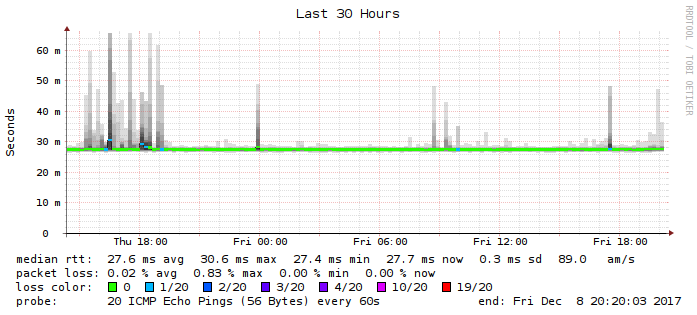 Last 30 Hours
RRDTOOL / TOBI OETIKER
Seconds
60 m
50 m
40 m
30 m
20 m
10 m
0
Thu 18:00 Fri 00:00 Fri 06:00 Fri 12:00 Fri 18:00
median rtt: 27.6 ms avg 30.6 ms max 27.4 ms min 27.7 ms now 0.3 ms sd 89.0 am/s
packet loss: 0.02 % avg 0.83 % max 0.00 % min 0.00 % now
loss color: 0 1/20 2/20 3/20 4/20 10/20 19/20
probe: 20 ICMP Echo Pings (56 Bytes) every 60s end: Fri Dec 8 20:20:03 2017